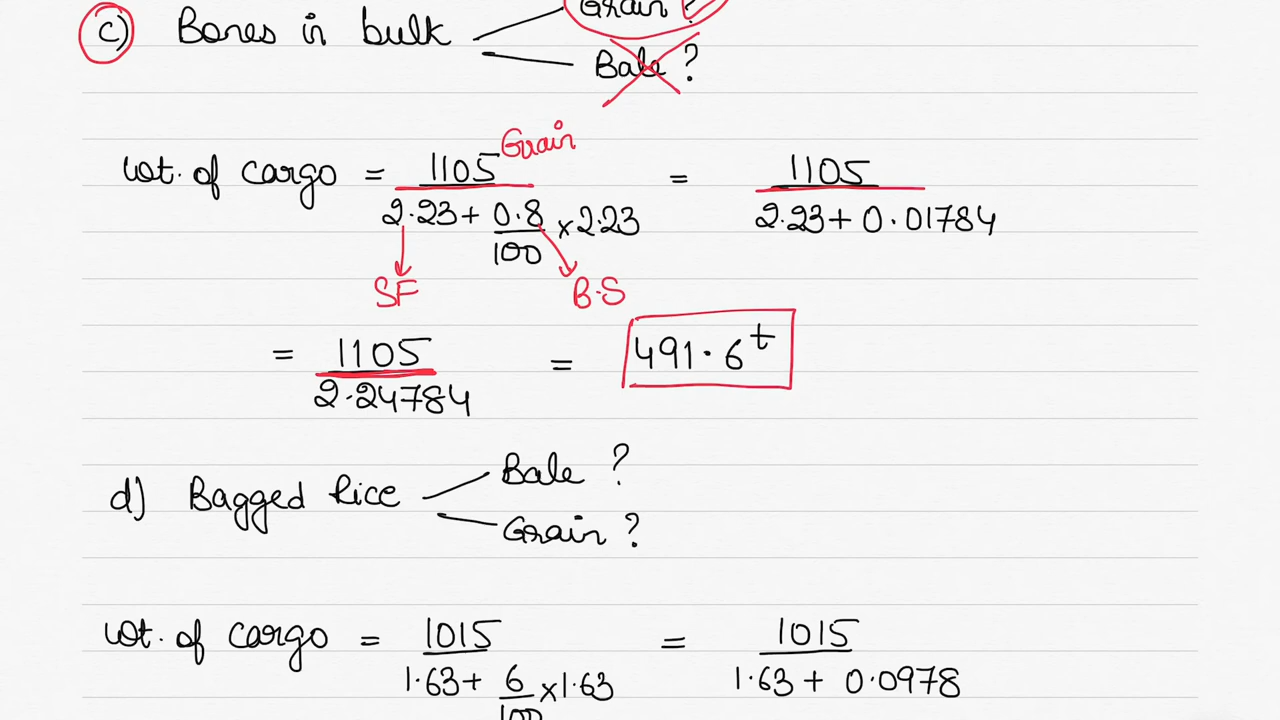 Grain ?
c) Bones in bulk
Bale ?
Grain
wt. of cargo = 1105 / 2.23 + 0.8/100 × 2.23 = 1105 / 2.23 + 0.01784
SF B.S
= 1105 / 2.24784 = 491.6 t
Bale ?
d) Bagged Rice
Grain ?
wt. of cargo = 1015 / 1.63 + 6/100 × 1.63 = 1015 / 1.63 + 0.0978